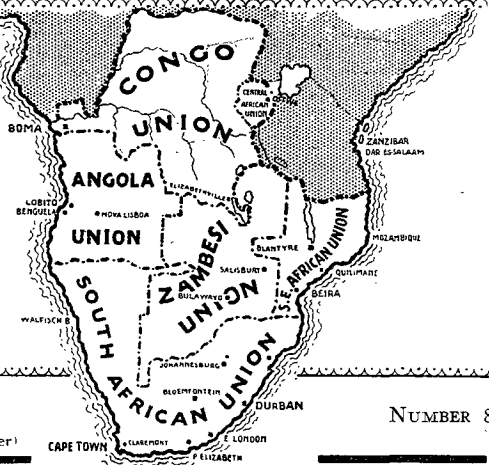 CONGO
UNION
CENTRAL
AFRICAN
UNION
BOMA
ZANZIBAR
DAR ES-SALAAM
ANGOLA
UNION
ELIZABETHVILLE
LOBITO
BENGUELA
NOVA LISBOA
ZAMBESI
UNION
BLANTYRE
SALISBURY
BULAWAYO
S.E. AFRICAN UNION
MOZAMBIQUE
QUILIMANE
BEIRA
WALFISCH B
SOUTH AFRICAN UNION
JOHANNESBURG
BLOEMFONTEIN
DURBAN
NUMBER 8
er)
CAPE TOWN
CLAREMONT
E LONDON
P ELIZABETH